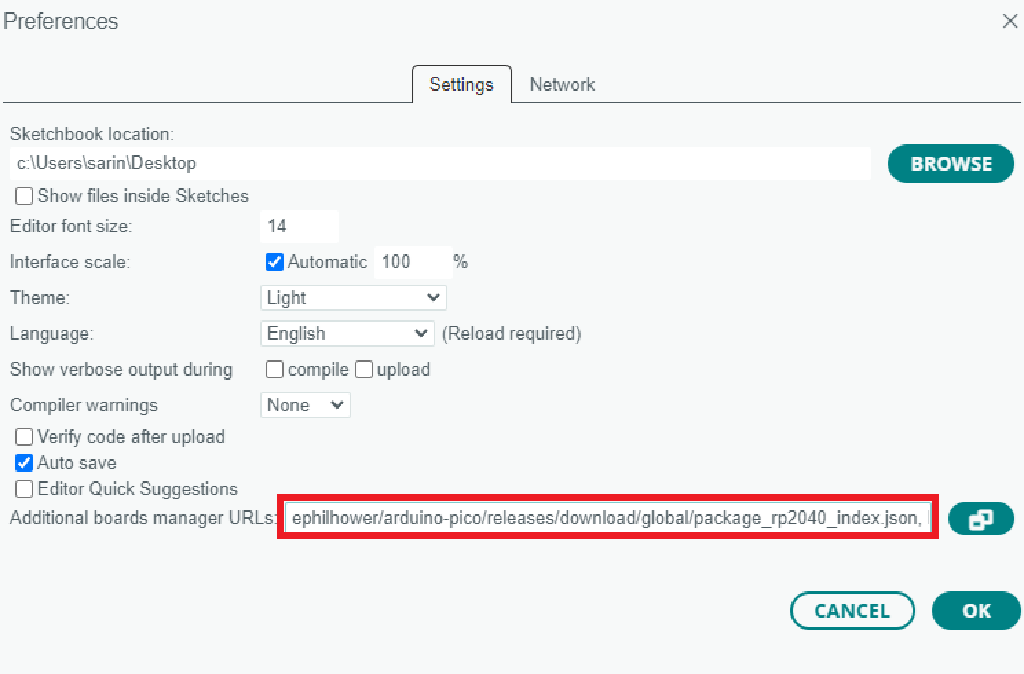 Preferences
Settings Network
Sketchbook location:
c:\Users\sarin\Desktop BROWSE
Show files inside Sketches
Editor font size: 14
Interface scale: Automatic 100 %
Theme: Light
Language: English (Reload required)
Show verbose output during compile upload
Compiler warnings None
Verify code after upload
Auto save
Editor Quick Suggestions
Additional boards manager URLs: ephilhower/arduino-pico/releases/download/global/package_rp2040_index.json,
CANCEL OK